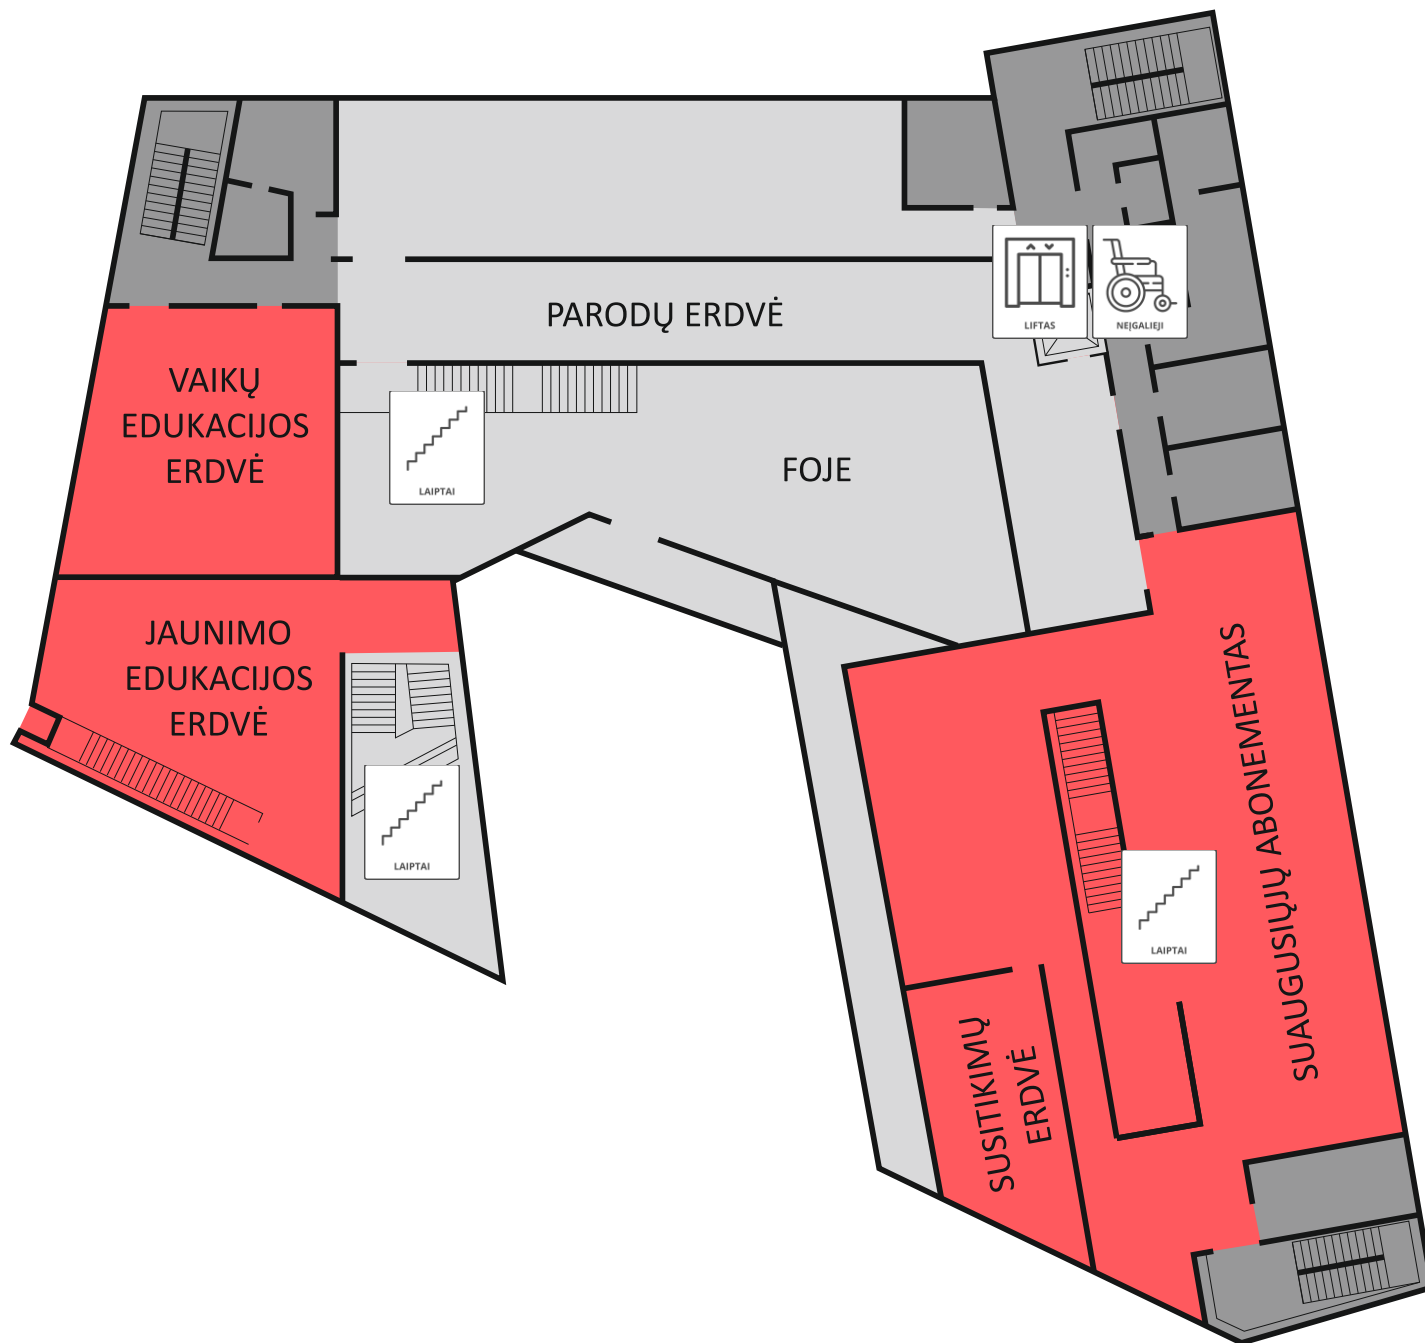 LIFTAS
NEĮGALIEJI
PARODŲ ERDVĖ
VAIKŲ
EDUKACIJOS
ERDVĖ
LAIPTAI
FOJE
JAUNIMO
EDUKACIJOS
ERDVĖ
LAIPTAI
SUAUGUSIŲJŲ ABONEMENTAS
LAIPTAI
SUSITIKIMŲ
ERDVĖ